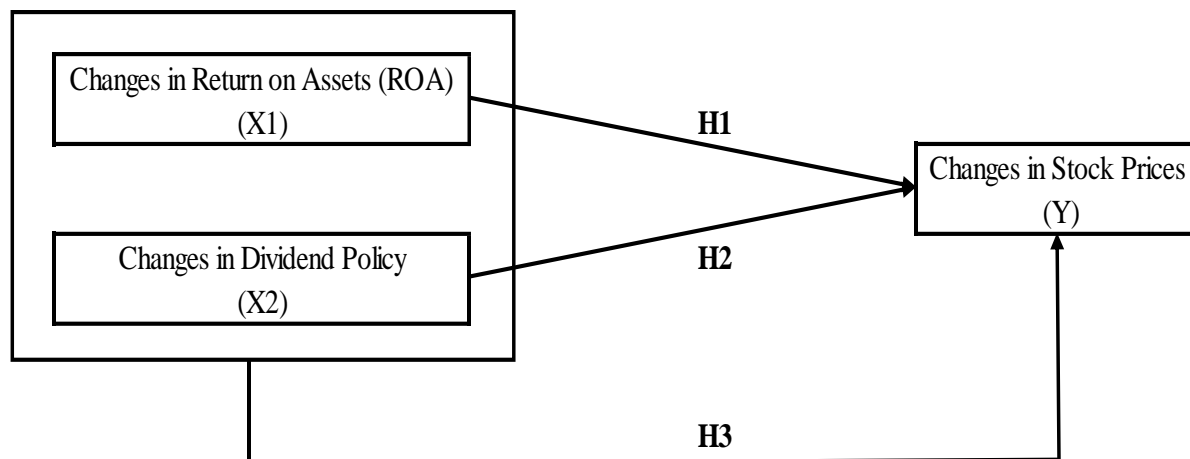 Changes in Return on Assets (ROA)
(X1)
H1
Changes in Stock Prices
(Y)
Changes in Dividend Policy
(X2)
H2
H3